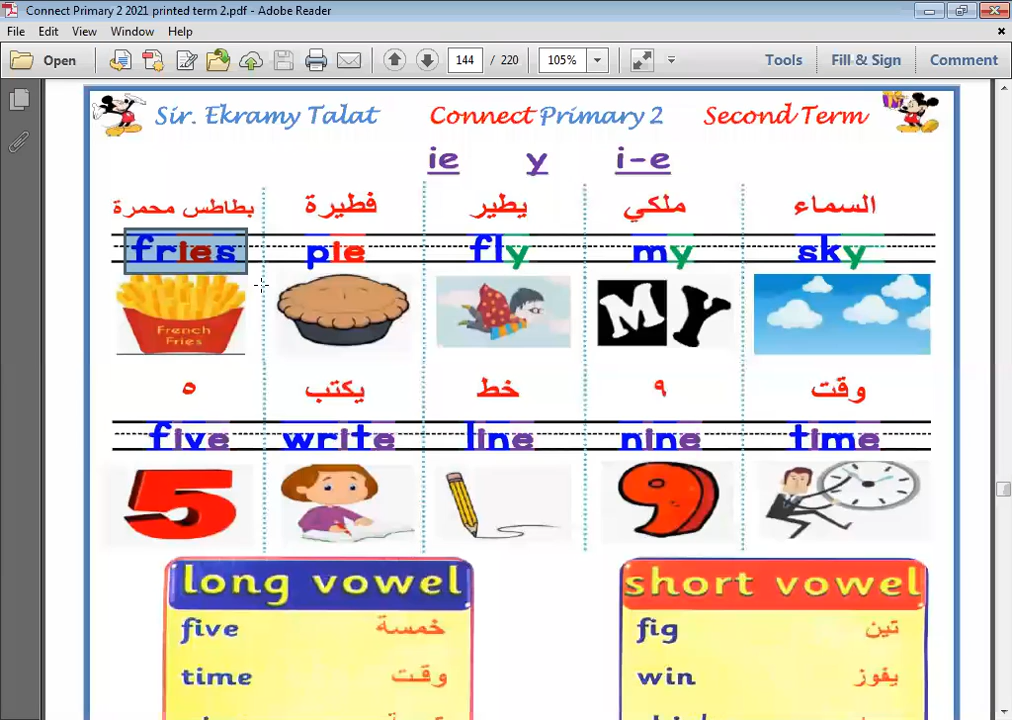 Connect Primary 2 2021 printed term 2.pdf - Adobe Reader
File Edit View Window Help
Open 144 / 220 105% Tools Fill & Sign Comment
Sir. Ekramy Talat Connect Primary 2 Second Term
ie y i-e
بطاطس محمرة فطيرة يطير ملكي السماء
fries pie fly my sky
French
Fries
MY
٥ يكتب خط ٩ وقت
five write line nine time
5 9
long vowel short vowel
five خمسة fig تين
time وقت win يفوز